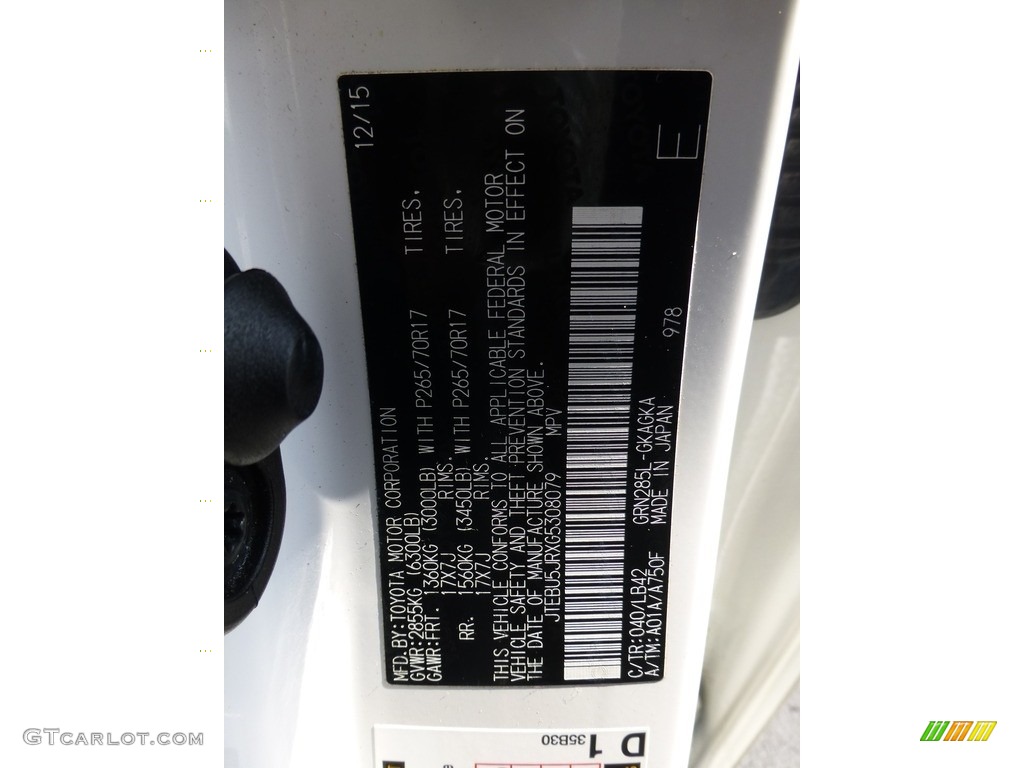 MFD.BY:TOYOTA MOTOR CORPORATION 12/15
GVWR:2855KG (6300LB)
GAWR:FRT. 1360KG (3000LB) WITH P265/70R17 TIRES,
17X7J RIMS.
RR. 1560KG (3450LB) WITH P265/70R17 TIRES,
17X7J RIMS.
THIS VEHICLE CONFORMS TO ALL APPLICABLE FEDERAL MOTOR
VEHICLE SAFETY AND THEFT PREVENTION STANDARDS IN EFFECT ON
THE DATE OF MANUFACTURE SHOWN ABOVE.
JTEBU5JRXG5308079 MPV
C/TR:040/LB42 GRN285L-GKAGKA 978 E
A/TM:A01A/A750F MADE IN JAPAN
D1
35B30
GTCARLOT.COM